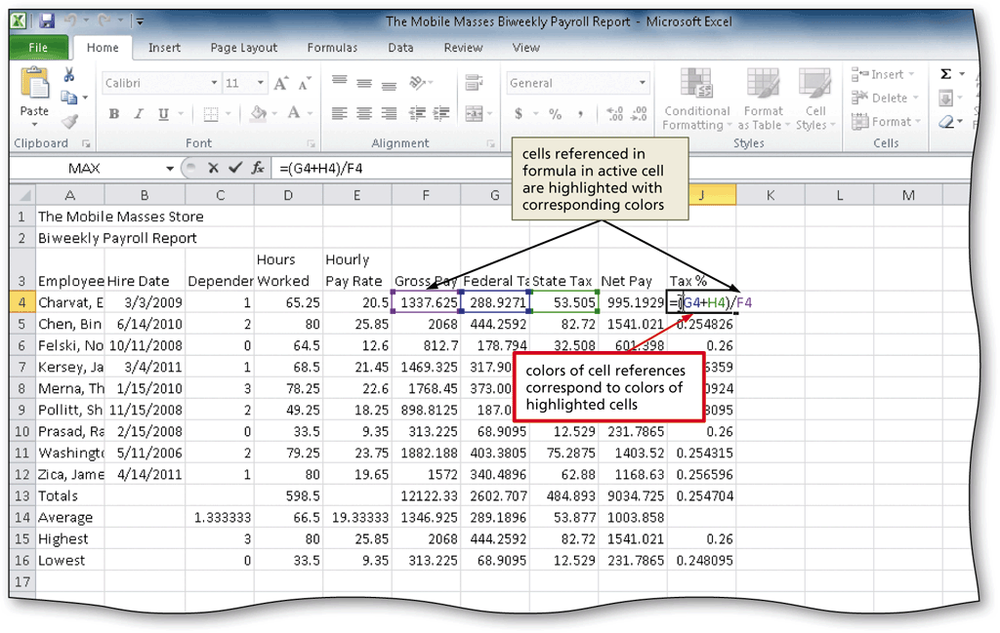 The Mobile Masses Biweekly Payroll Report - Microsoft Excel
File Home Insert Page Layout Formulas Data Review View
Calibri 11 General Insert Σ
Paste B I U $ % , Conditional Format Cell Delete
Formatting as Table Styles Format
Clipboard Font Alignment Styles Cells
MAX fx =(G4+H4)/F4
cells referenced in
formula in active cell
are highlighted with
corresponding colors
A B C D E F G J K L M
1 The Mobile Masses Store
2 Biweekly Payroll Report
Hours Hourly
3 Employee Hire Date Dependen Worked Pay Rate Gross Pay Federal Ta State Tax Net Pay Tax %
4 Charvat, E 3/3/2009 1 65.25 20.5 1337.625 288.9271 53.505 995.1929 =(G4+H4)/F4
5 Chen, Bin 6/14/2010 2 80 25.85 2068 444.2592 82.72 1541.021 0.254826
6 Felski, No 10/11/2008 0 64.5 12.6 812.7 178.794 32.508 601.398 0.26
7 Kersey, Ja 3/4/2011 1 68.5 21.45 1469.325 317.90 6359
8 Merna, Th 1/15/2010 3 78.25 22.6 1768.45 373.00 0924
9 Pollitt, Sh 11/15/2008 2 49.25 18.25 898.8125 187.0 8095
colors of cell references
correspond to colors of
highlighted cells
10 Prasad, Ra 2/15/2008 0 33.5 9.35 313.225 68.9095 12.529 231.7865 0.26
11 Washingto 5/11/2006 2 79.25 23.75 1882.188 403.3805 75.2875 1403.52 0.254315
12 Zica, Jame 4/14/2011 1 80 19.65 1572 340.4896 62.88 1168.63 0.256596
13 Totals 598.5 12122.33 2602.707 484.893 9034.725 0.254704
14 Average 1.333333 66.5 19.33333 1346.925 289.1896 53.877 1003.858
15 Highest 3 80 25.85 2068 444.2592 82.72 1541.021 0.26
16 Lowest 0 33.5 9.35 313.225 68.9095 12.529 231.7865 0.248095
17